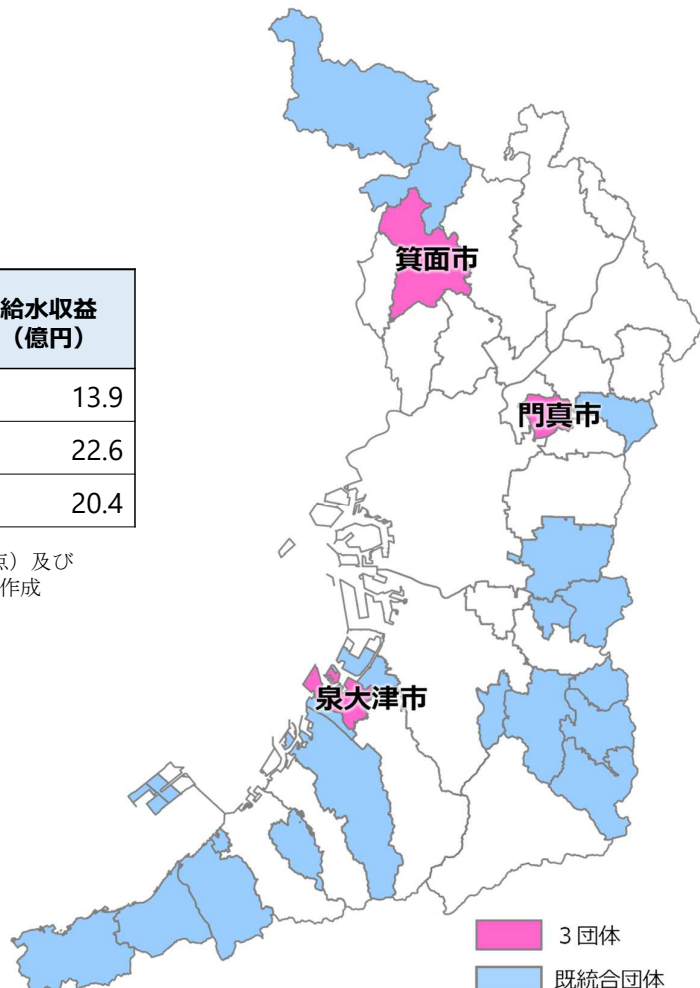 箕面市
給水収益
（億円）
13.9
22.6
20.4
門真市
点）及び
作成
泉大津市
3団体
既統合団体